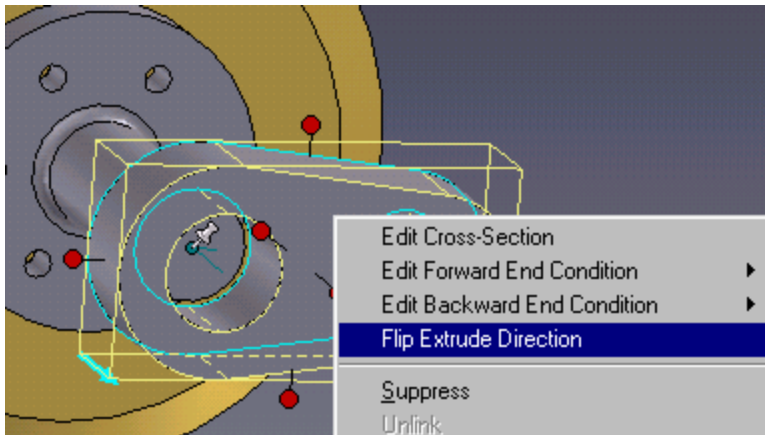 Edit Cross-Section
Edit Forward End Condition
Edit Backward End Condition
Flip Extrude Direction
Suppress
Unlink